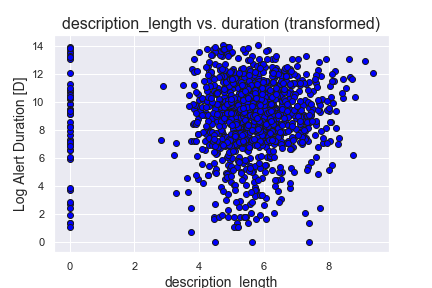 description_length vs. duration (transformed)
Log Alert Duration [D]
14
12
10
8
6
4
2
0
0 2 4 6 8
description_length